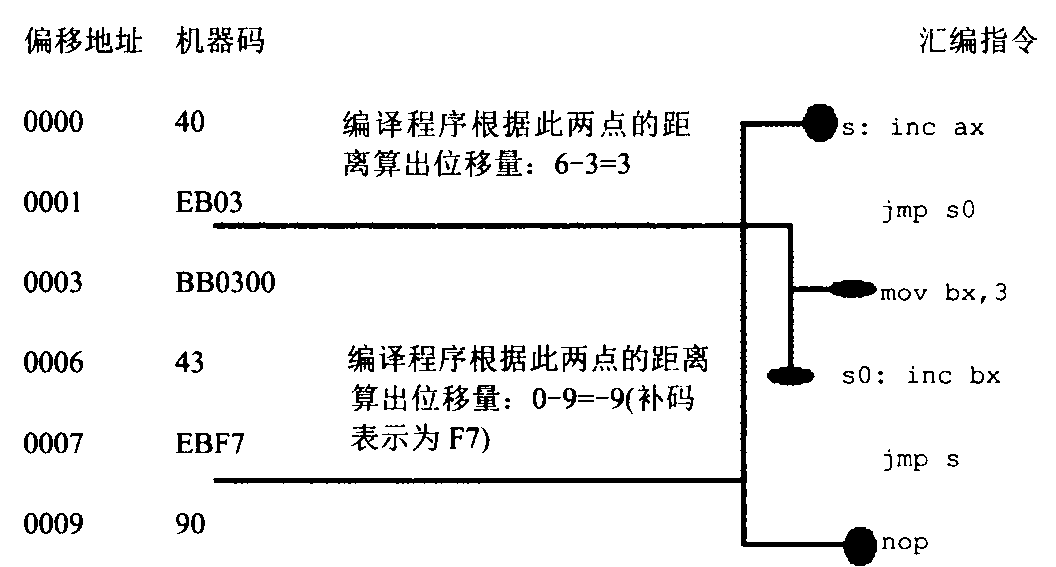 偏移地址 机器码 汇编指令
0000 40 编译程序根据此两点的距 s: inc ax
离算出位移量：6-3=3
0001 EB03 jmp s0
0003 BB0300 mov bx,3
0006 43 编译程序根据此两点的距离 s0: inc bx
算出位移量：0-9=-9(补码
表示为 F7)
0007 EBF7 jmp s
0009 90 nop